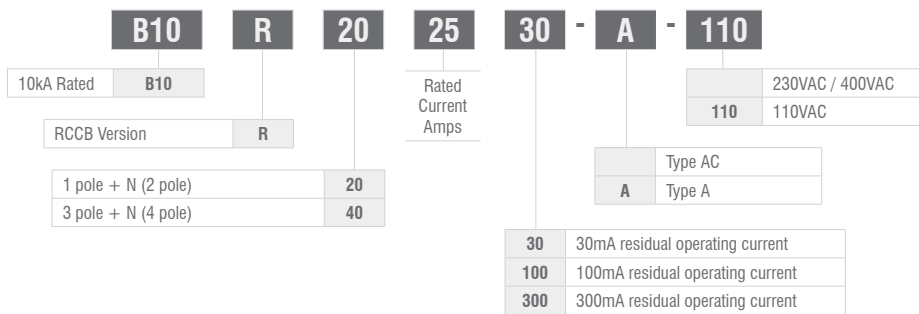 B10 R 20 25 30 - A - 110
10kA Rated B10
RCCB Version R
1 pole + N (2 pole) 20
3 pole + N (4 pole) 40
Rated
Current
Amps
30 30mA residual operating current
100 100mA residual operating current
300 300mA residual operating current
Type AC
A Type A
230VAC / 400VAC
110 110VAC